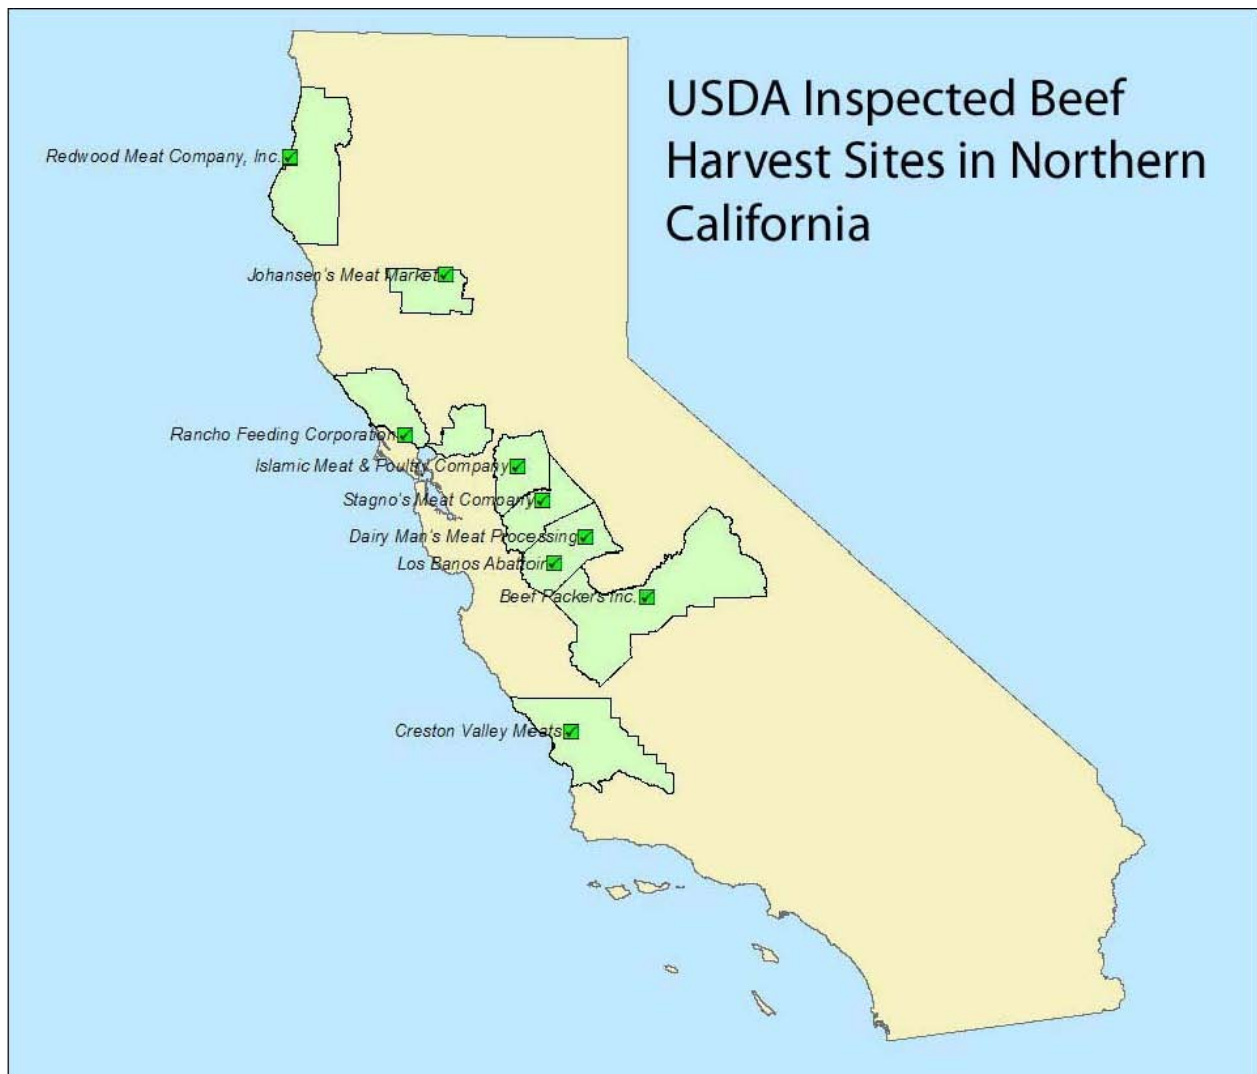 USDA Inspected Beef
Harvest Sites in Northern
California
Redwood Meat Company, Inc.
Johansen's Meat Market
Rancho Feeding Corporation
Islamic Meat & Poultry Company
Stagno's Meat Company
Dairy Man's Meat Processing
Los Banos Abattoir
Beef Packers Inc.
Creston Valley Meats